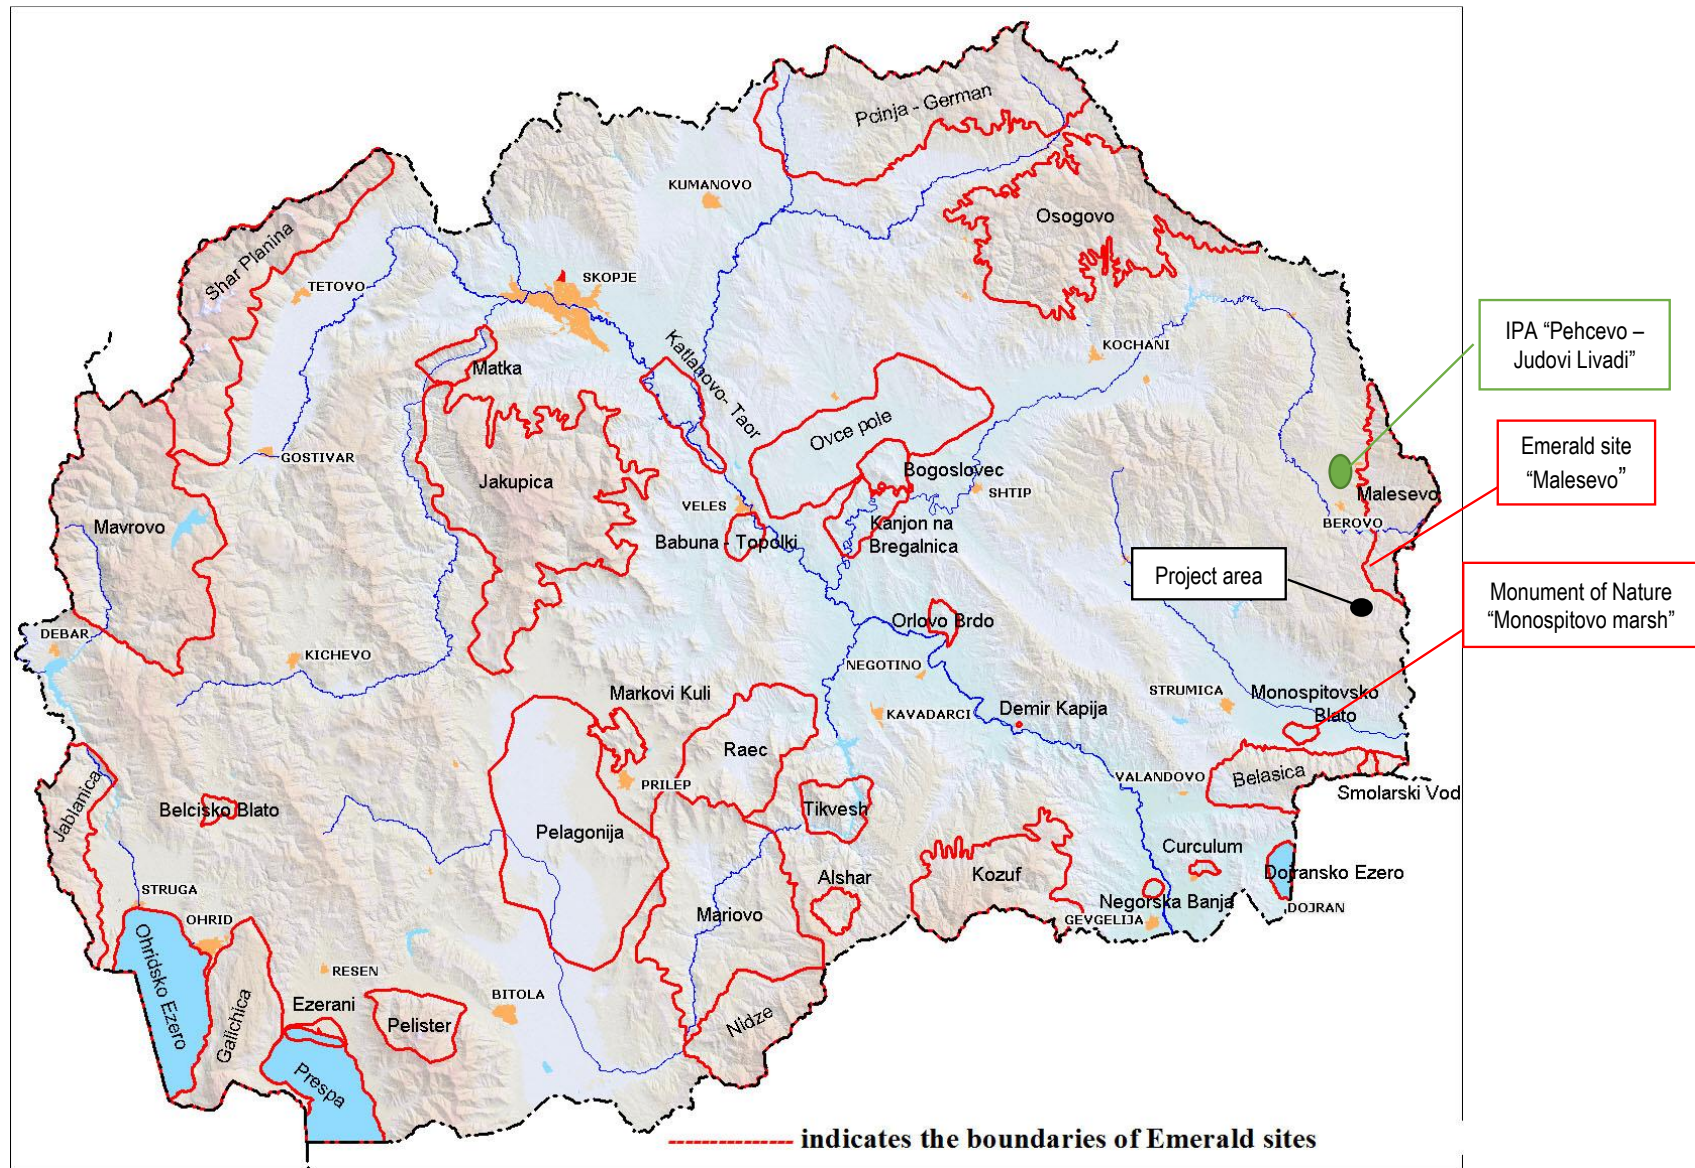 Pcinja - German
KUMANOVO
Osogovo
Shar Planina
TETOVO
SKOPJE
IPA “Pehcevo –
Judovi Livadi”
KOCHANI
Matka
Katlanovo- Taor
Ovce pole
Emerald site
“Malesevo”
GOSTIVAR
Jakupica
Bogoslovec
SHTIP
Malesevo
VELES
BEROVO
Mavrovo
Kanjon na
Bregalnica
Babuna - Topolki
Project area
Monument of Nature
“Monospitovo marsh”
Orlovo Brdo
DEBAR
KICHEVO
NEGOTINO
Markovi Kuli
STRUMICA
Monospitovsko
Blato
KAVADARCI
Demir Kapija
Raec
PRILEP
VALANDOVO
Belasica
Smolarski Vod
Jablanica
Belcisko Blato
Tikvesh
Pelagonija
Curculum
Alshar
Kozuf
Dojransko Ezero
STRUGA
Negorska Banja
DOJRAN
OHRID
Mariovo
GEVGELIJA
Ohridsko Ezero
Galichica
RESEN
BITOLA
Ezerani
Pelister
Nidze
Prespa
--------------- indicates the boundaries of Emerald sites